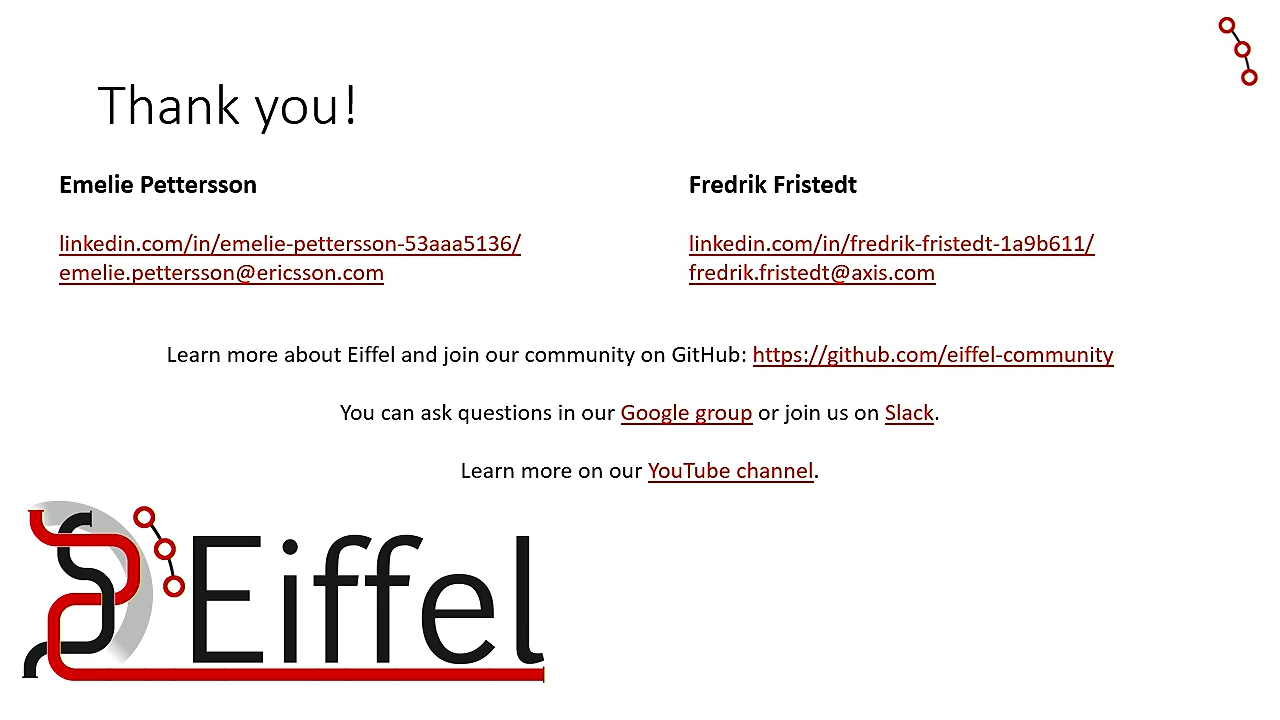 Thank you!
Emelie Pettersson
linkedin.com/in/emelie-pettersson-53aaa5136/
emelie.pettersson@ericsson.com
Fredrik Fristedt
linkedin.com/in/fredrik-fristedt-1a9b611/
fredrik.fristedt@axis.com
Learn more about Eiffel and join our community on GitHub: https://github.com/eiffel-community
You can ask questions in our Google group or join us on Slack.
Learn more on our YouTube channel.
Eiffel